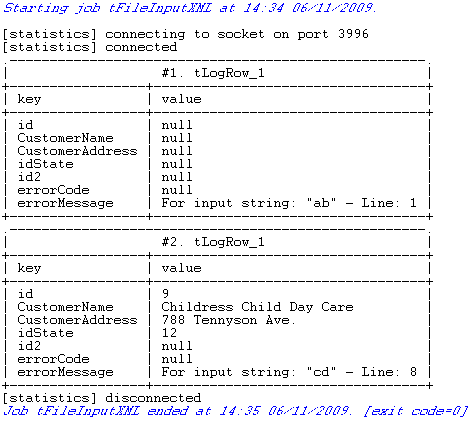 Starting job tFileInputXML at 14:34 06/11/2009.
[statistics] connecting to socket on port 3996
[statistics] connected
#1. tLogRow_1
key | value
id | null
CustomerName | null
CustomerAddress | null
idState | null
id2 | null
errorCode | null
errorMessage | For input string: "ab" - Line: 1
#2. tLogRow_1
key | value
id | 9
CustomerName | Childress Child Day Care
CustomerAddress | 788 Tennyson Ave.
idState | 12
id2 | null
errorCode | null
errorMessage | For input string: "cd" - Line: 8
[statistics] disconnected
Job tFileInputXML ended at 14:35 06/11/2009. [exit code=0]